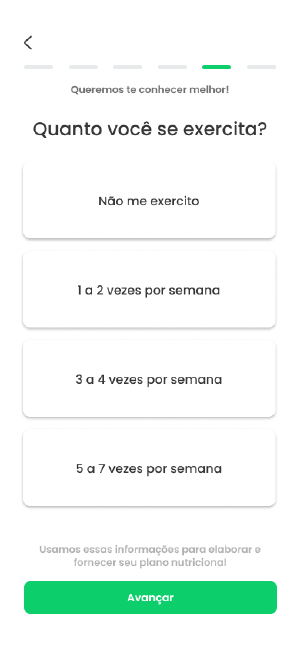 Queremos te conhecer melhor!
Quanto você se exercita?
Não me exercito
1 a 2 vezes por semana
3 a 4 vezes por semana
5 a 7 vezes por semana
Usamos essas informações para elaborar e
fornecer seu plano nutricional
Avançar